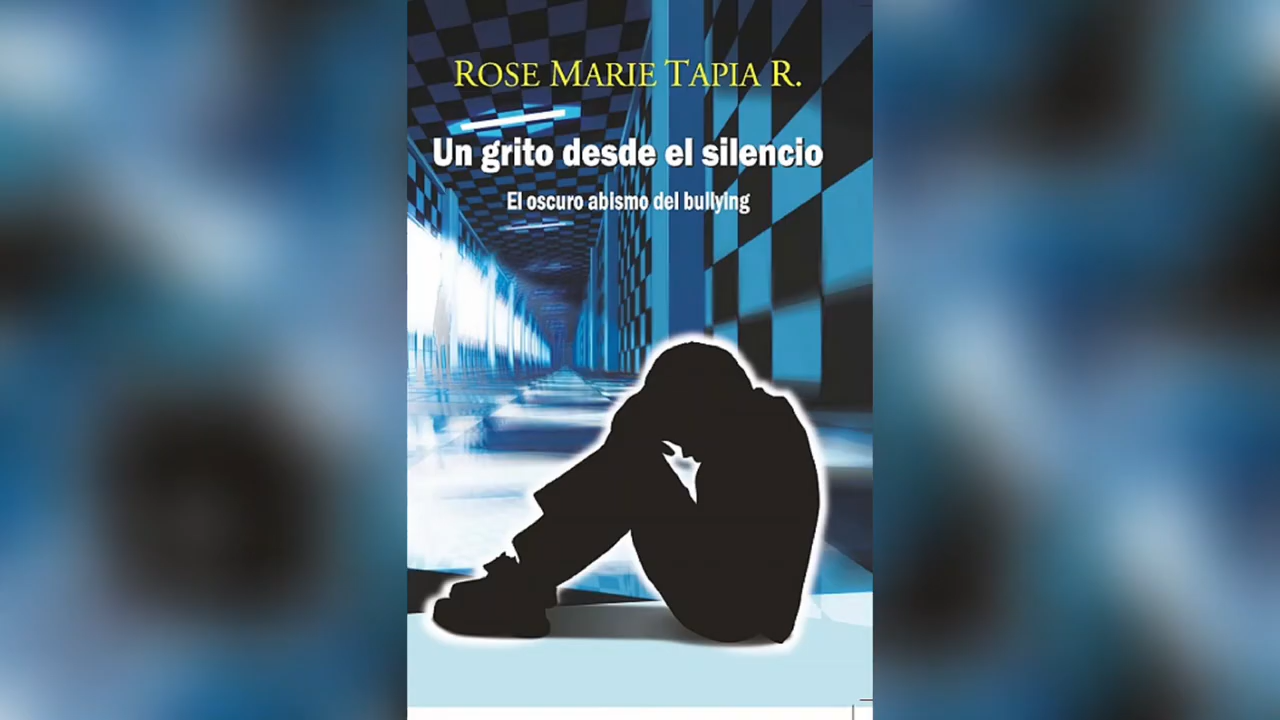 ROSE MARIE TAPIA R.
Un grito desde el silencio
El oscuro abismo del bullying